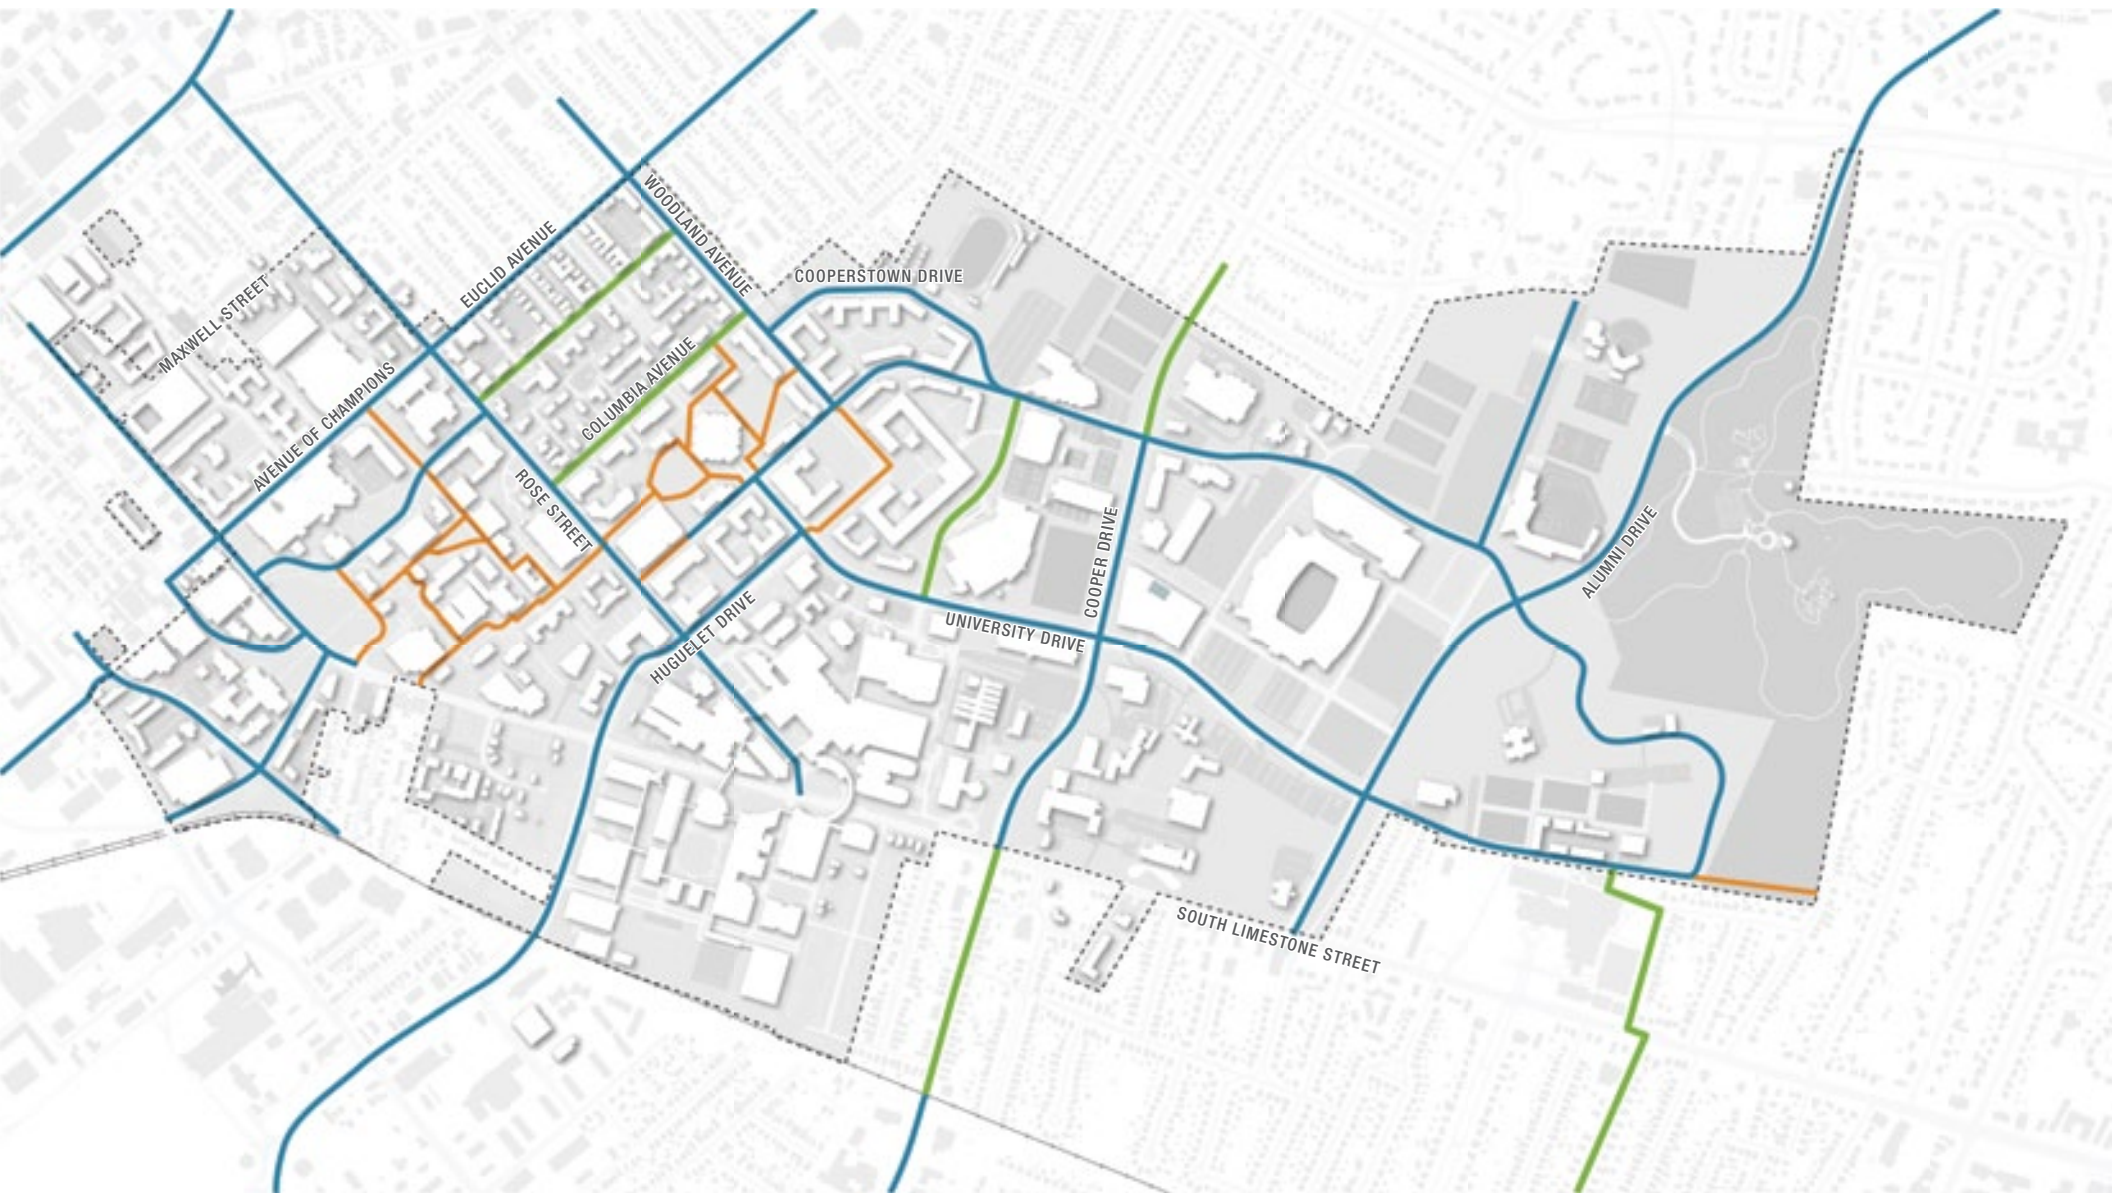 WOODLAND AVENUE
EUCLID AVENUE
COOPERSTOWN DRIVE
MAXWELL STREET
COLUMBIA AVENUE
AVENUE OF CHAMPIONS
ROSE STREET
COOPER DRIVE
ALUMNI DRIVE
HUGUELET DRIVE
UNIVERSITY DRIVE
SOUTH LIMESTONE STREET